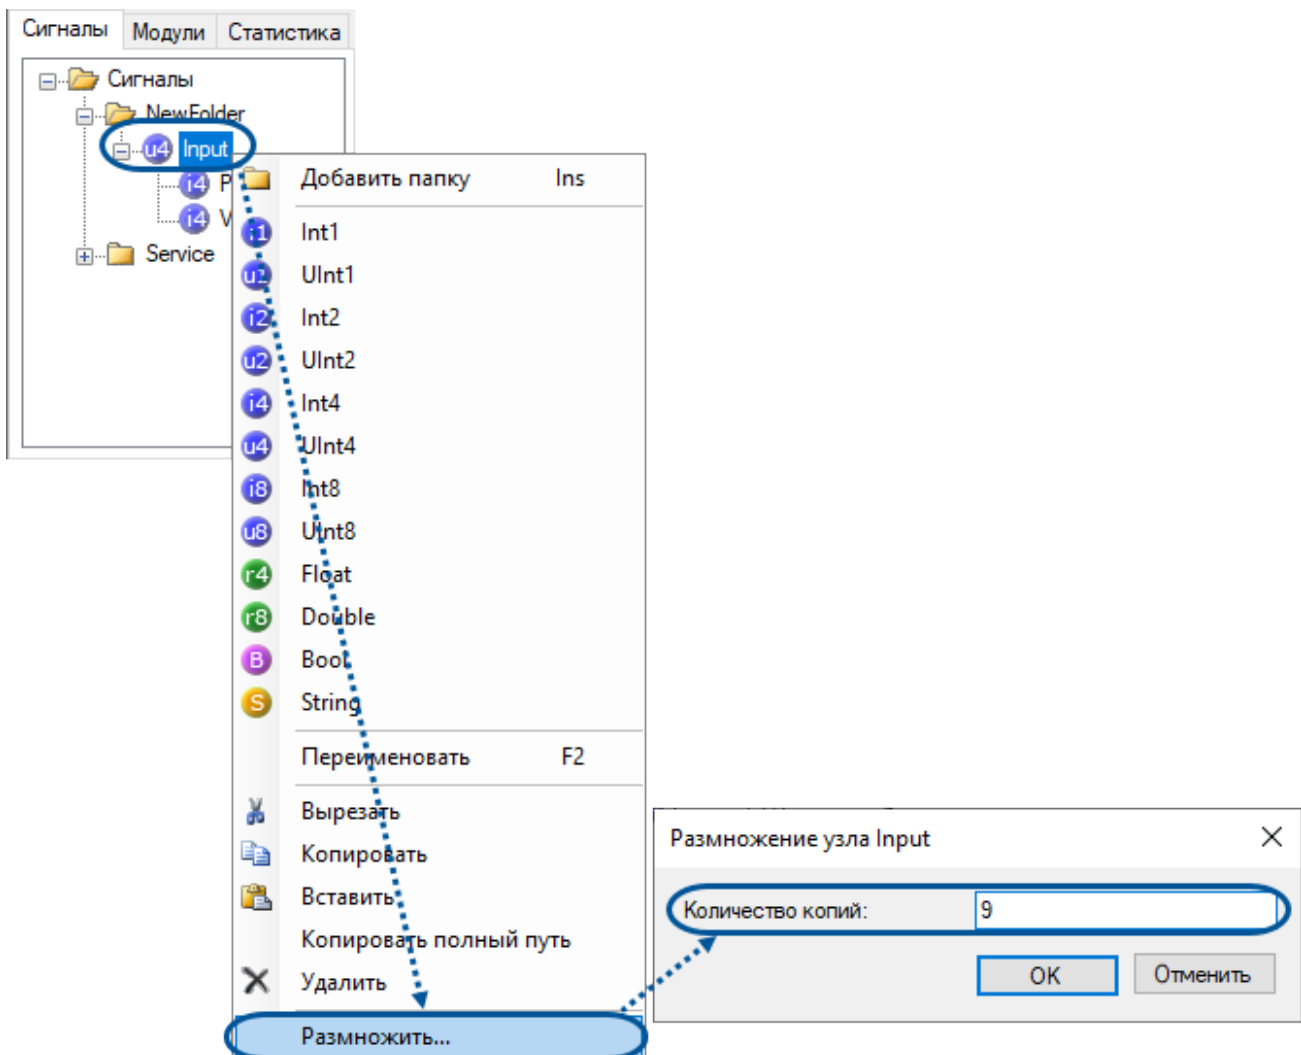 Сигналы Модули Статистика
Сигналы
NewFolder
u4 Input
i4 P
i4 V
Service
Добавить папку Ins
i1 Int1
u1 UInt1
i2 Int2
u2 UInt2
i4 Int4
u4 UInt4
i8 Int8
u8 UInt8
r4 Float
r8 Double
B Bool
S String
Переименовать F2
Вырезать
Копировать
Вставить
Копировать полный путь
Удалить
Размножить...
Размножение узла Input
Количество копий: 9
OK Отменить